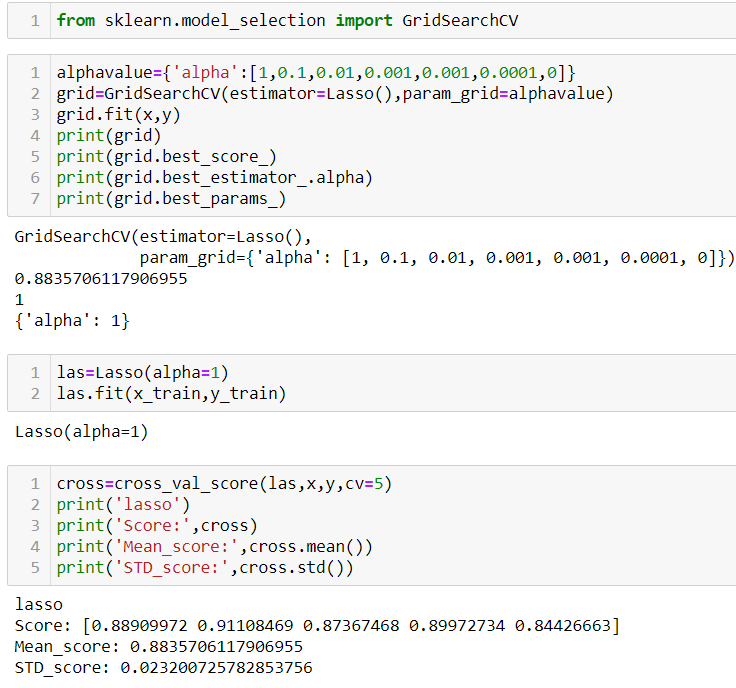 1 from sklearn.model_selection import GridSearchCV
1 alphavalue={'alpha':[1,0.1,0.01,0.001,0.001,0.0001,0]}
2 grid=GridSearchCV(estimator=Lasso(),param_grid=alphavalue)
3 grid.fit(x,y)
4 print(grid)
5 print(grid.best_score_)
6 print(grid.best_estimator_.alpha)
7 print(grid.best_params_)
GridSearchCV(estimator=Lasso(),
             param_grid={'alpha': [1, 0.1, 0.01, 0.001, 0.001, 0.0001, 0]})
0.8835706117906955
1
{'alpha': 1}
1 las=Lasso(alpha=1)
2 las.fit(x_train,y_train)
Lasso(alpha=1)
1 cross=cross_val_score(las,x,y,cv=5)
2 print('lasso')
3 print('Score:',cross)
4 print('Mean_score:',cross.mean())
5 print('STD_score:',cross.std())
lasso
Score: [0.88909972 0.91108469 0.87367468 0.89972734 0.84426663]
Mean_score: 0.8835706117906955
STD_score: 0.023200725782853756